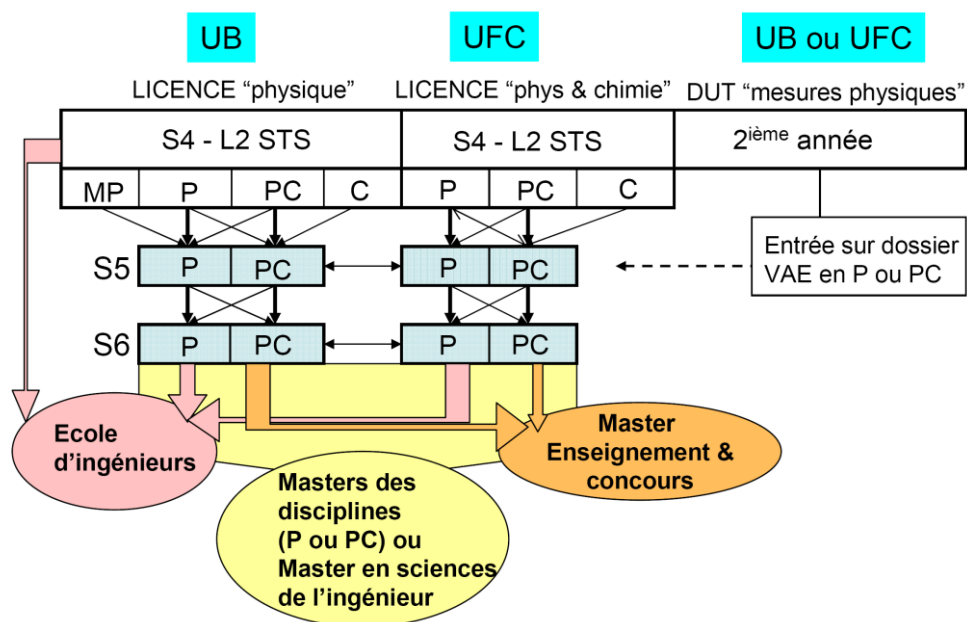 UB
UFC
UB ou UFC
LICENCE “physique”
LICENCE “phys & chimie”
DUT “mesures physiques”
S4 - L2 STS
S4 - L2 STS
2ième année
MP
P
PC
C
P
PC
C
S5
P
PC
P
PC
Entrée sur dossier
VAE en P ou PC
S6
P
PC
P
PC
Ecole
d’ingénieurs
Master
Enseignement &
concours
Masters des
disciplines
(P ou PC) ou
Master en sciences
de l’ingénieur